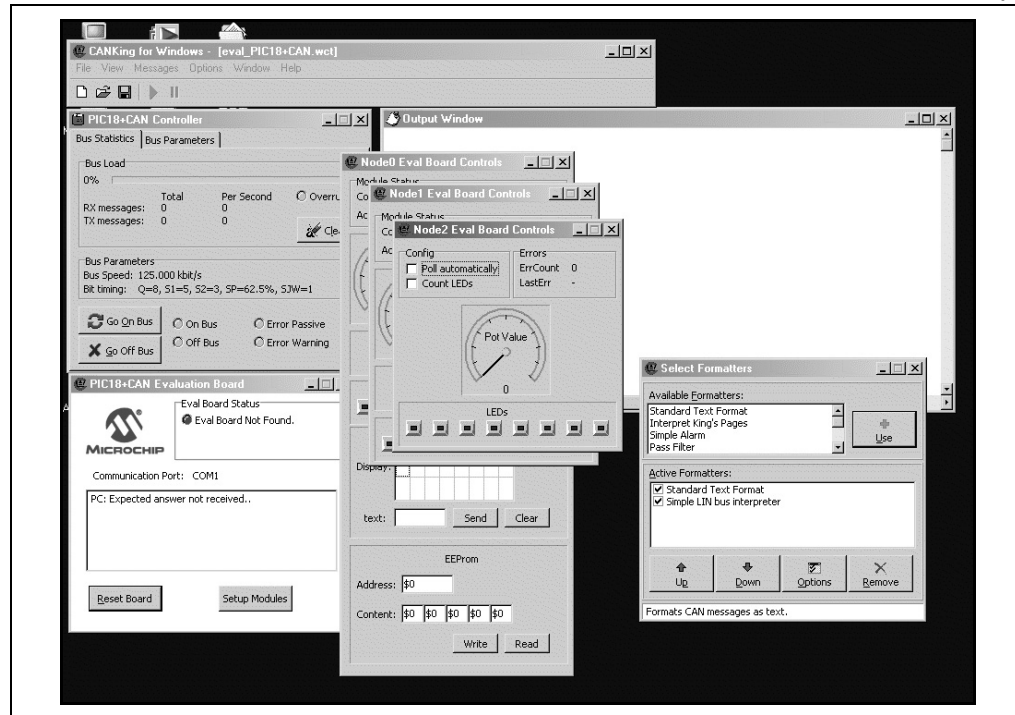 CANKing for Windows - [eval_PIC18+CAN.wct]
File View Messages Options Window Help
PIC18+CAN Controller
Bus Statistics Bus Parameters
Bus Load
0%
Total Per Second
RX messages: 0 0
TX messages: 0 0
Bus Parameters
Bus Speed: 125.000 kbit/s
Bit timing: Q=8, S1=5, S2=3, SP=62.5%, SJW=1
Go On Bus
On Bus
Error Passive
Go Off Bus
Off Bus
Error Warning
Output Window
Node0 Eval Board Controls
Module Status
Node1 Eval Board Controls
Module Status
Node2 Eval Board Controls
Config
Poll automatically
Count LEDs
Errors
ErrCount 0
LastErr -
Pot Value
0
LEDs
Display:
text:
Send
Clear
EEProm
Address: $0
Content: $0 $0 $0 $0 $0
Write
Read
PIC18+CAN Evaluation Board
MICROCHIP
Eval Board Status
Eval Board Not Found.
Communication Port: COM1
PC: Expected answer not received..
Reset Board
Setup Modules
Select Formatters
Available Formatters:
Standard Text Format
Interpret King's Pages
Simple Alarm
Pass Filter
Use
Active Formatters:
Standard Text Format
Simple LIN bus interpreter
Up
Down
Options
Remove
Formats CAN messages as text.